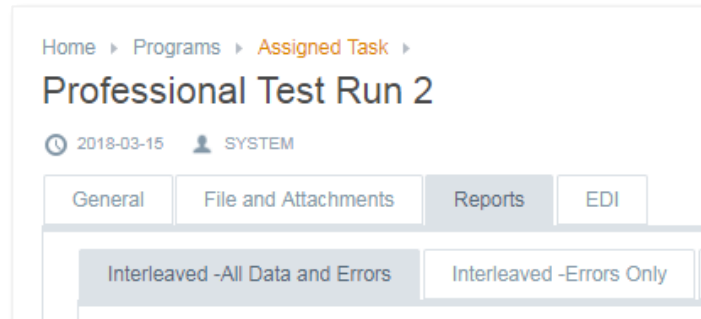 Home ▸ Programs ▸ Assigned Task ▸
Professional Test Run 2
2018-03-15 SYSTEM
General File and Attachments Reports EDI
Interleaved -All Data and Errors Interleaved -Errors Only